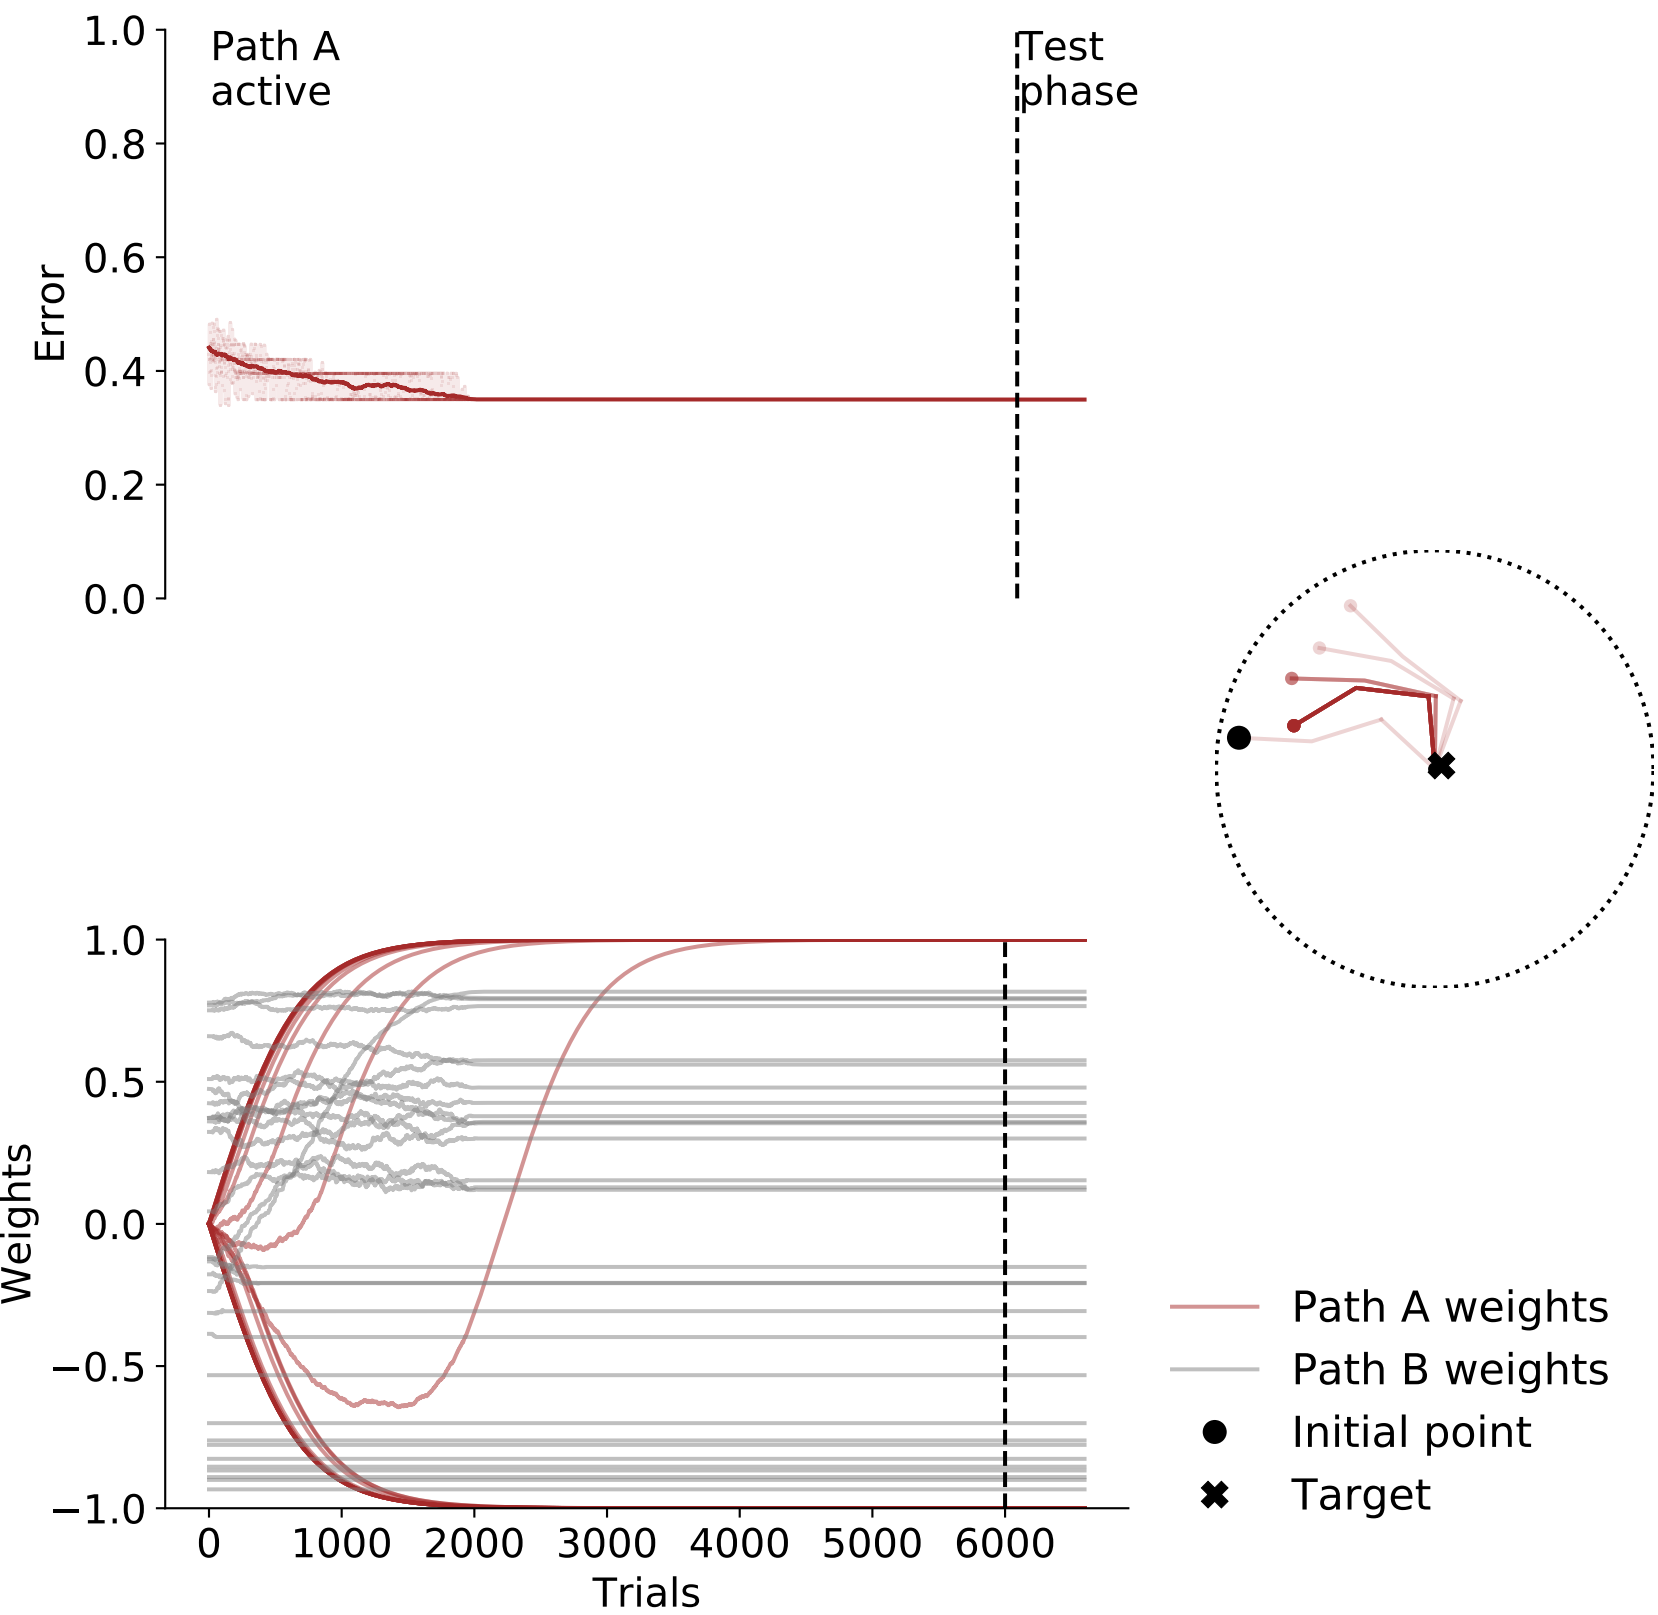 Path A
active
Test
phase
1.0
0.8
0.6
0.4
0.2
0.0
Error
1.0
0.5
0.0
−0.5
−1.0
Weights
0
1000
2000
3000
4000
5000
6000
Trials
Path A weights
Path B weights
Initial point
Target